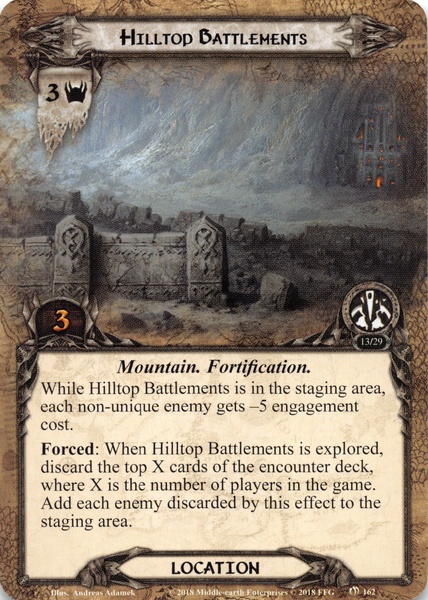 Hilltop Battlements
3
3
13/29
Mountain. Fortification.
While Hilltop Battlements is in the staging area,
each non-unique enemy gets –5 engagement
cost.
Forced: When Hilltop Battlements is explored,
discard the top X cards of the encounter deck,
where X is the number of players in the game.
Add each enemy discarded by this effect to the
staging area.
LOCATION
Illus. Andreas Adamek © 2018 Middle-earth Enterprises © 2018 FFG 162